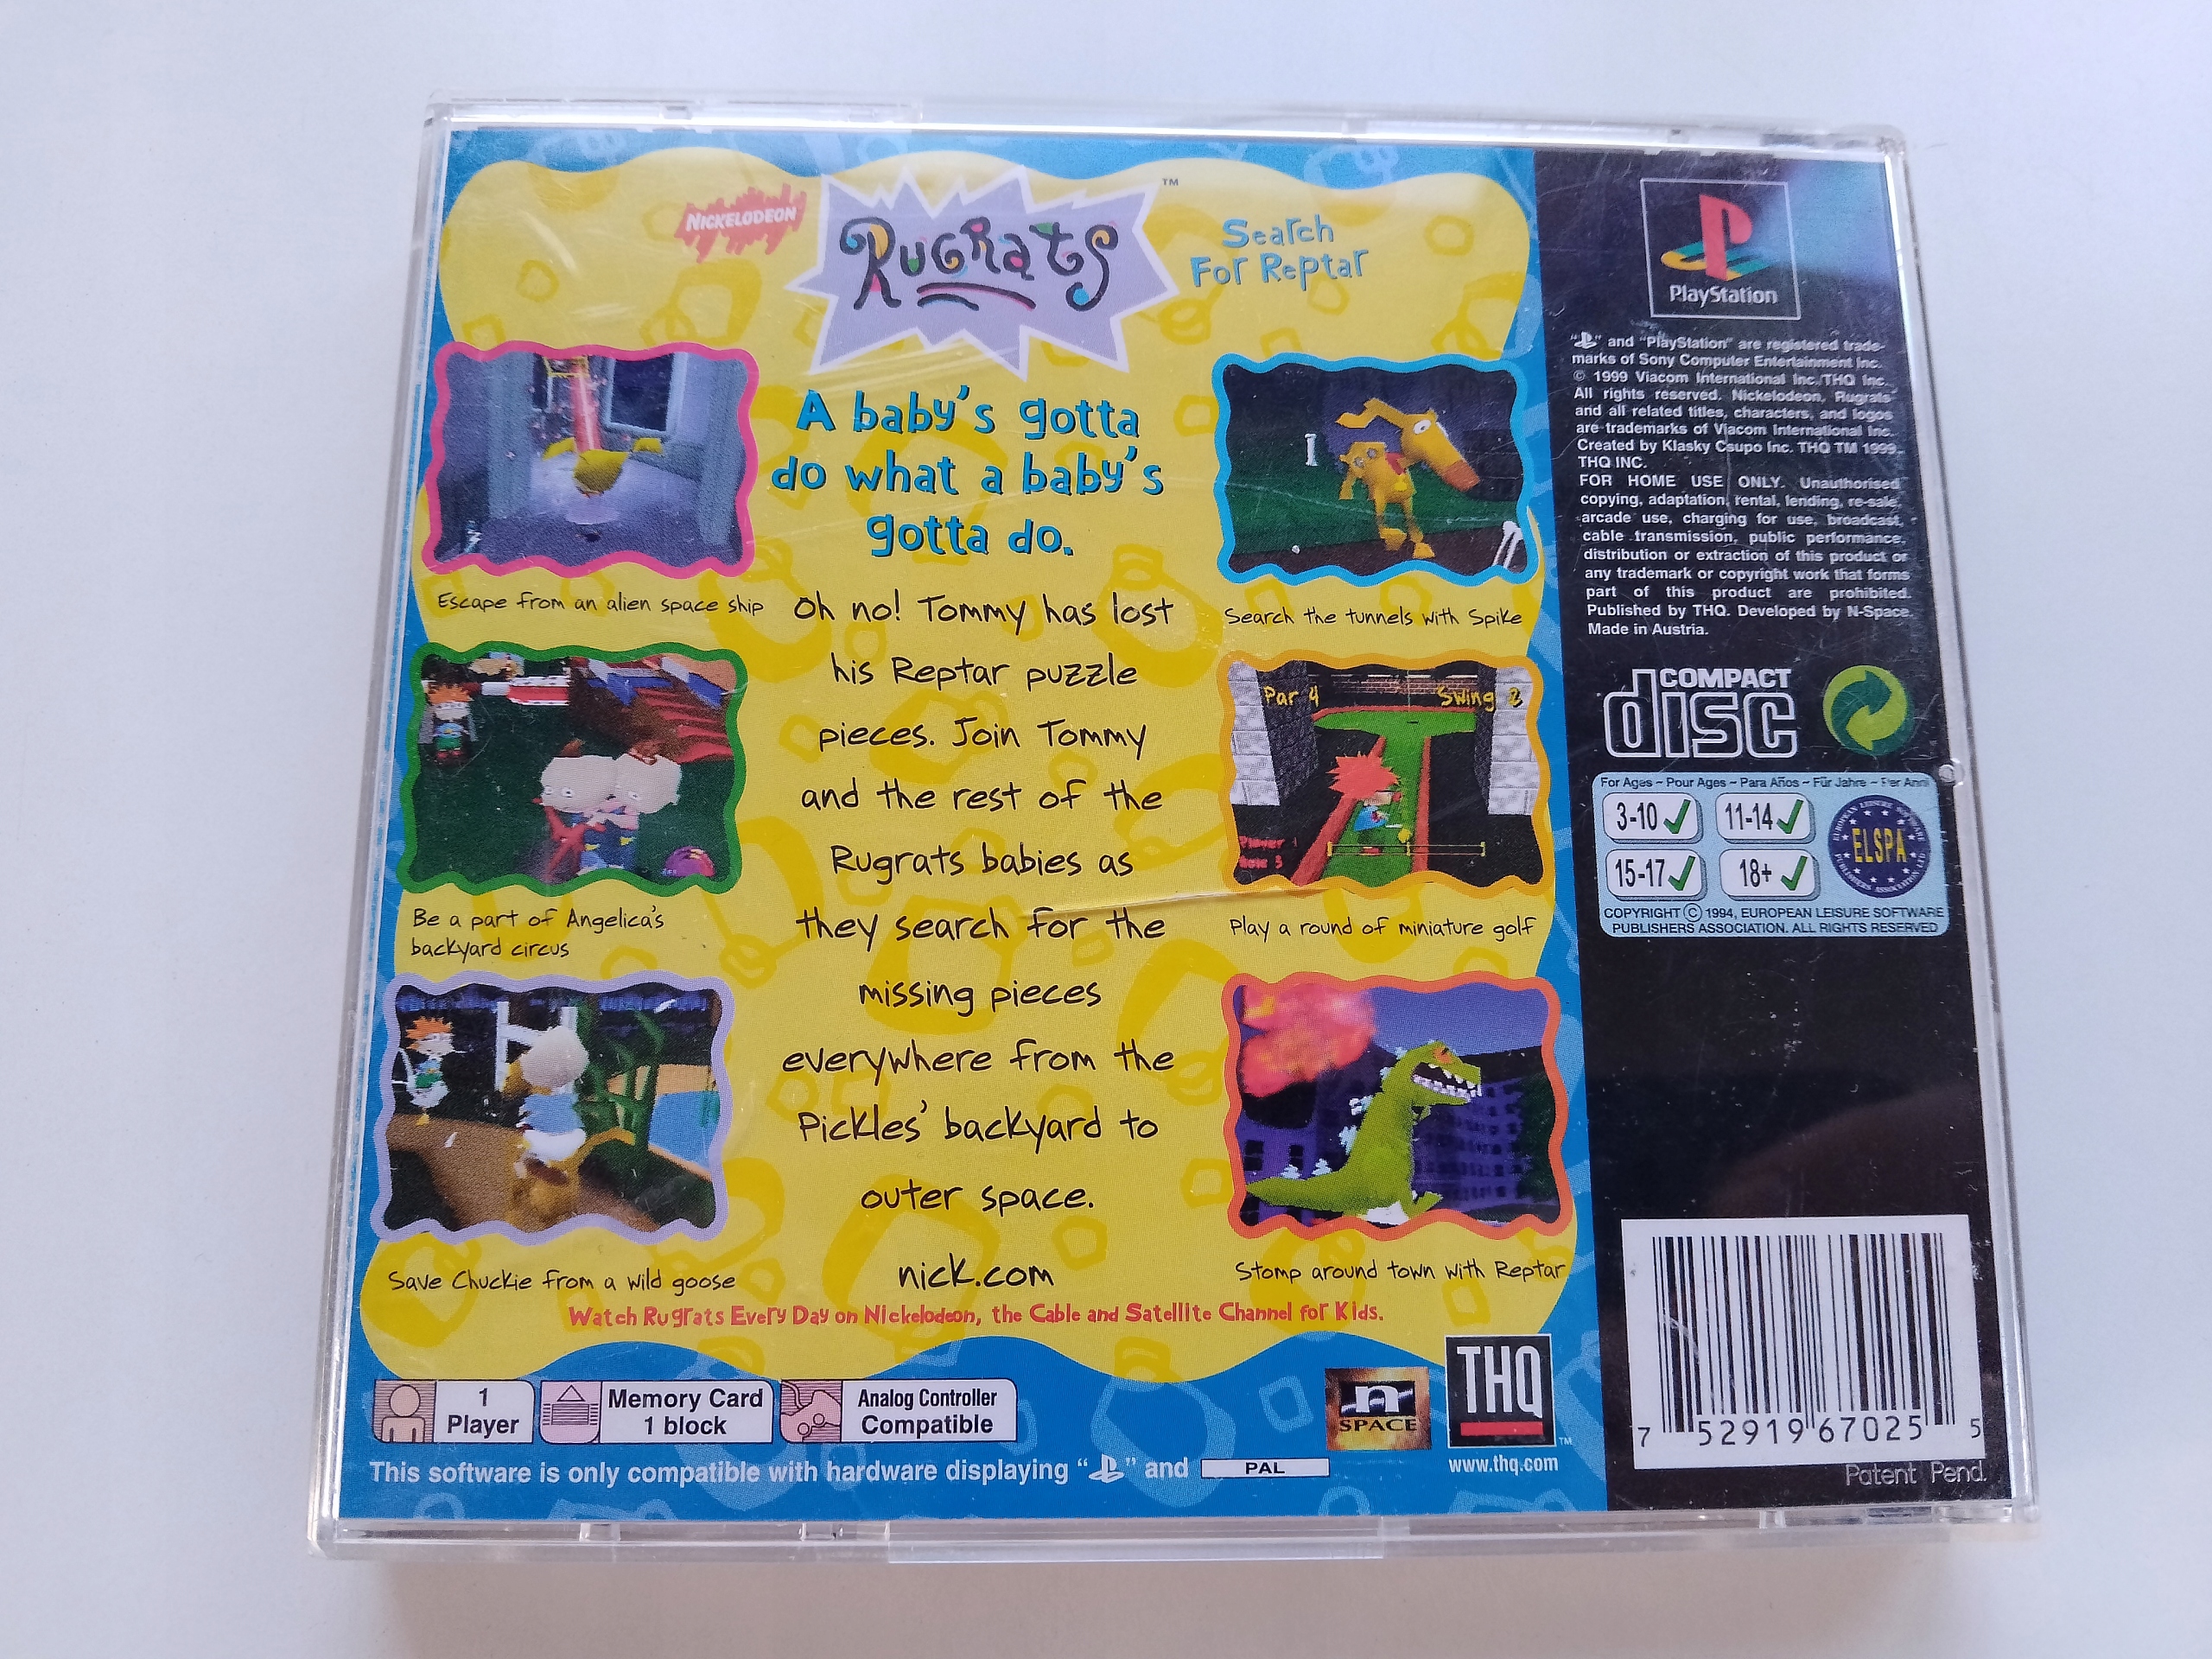 NICKELODEON
RUGRatS
TM
Search
For Reptar
A baby's gotta
do what a baby's
gotta do.
Oh no! Tommy has lost
his Reptar puzzle
pieces. Join Tommy
and the rest of the
Rugrats babies as
they search for the
missing pieces
everywhere from the
Pickles' backyard to
outer space.
nick.com
Escape from an alien space ship
Be a part of Angelica's
backyard circus
Save Chuckie from a wild goose
Search the tunnels with Spike
Par 4
Swing 2
Player 1
Hole 3
Play a round of miniature golf
Stomp around town with Reptar
Watch Rugrats Every Day on Nickelodeon, the Cable and Satellite Channel for Kids.
1
Player
Memory Card
1 block
Analog Controller
Compatible
n
SPACE
THQ
TM
www.thq.com
This software is only compatible with hardware displaying " " and PAL
PlayStation
" " and "PlayStation" are registered trade-
marks of Sony Computer Entertainment Inc.
© 1999 Viacom International Inc./THQ Inc.
All rights reserved. Nickelodeon, Rugrats
and all related titles, characters, and logos
are trademarks of Viacom International Inc.
Created by Klasky Csupo Inc. THQ TM 1999
THQ INC.
FOR HOME USE ONLY. Unauthorised
copying, adaptation, rental, lending, re-sale,
arcade use, charging for use, broadcast,
cable transmission, public performance,
distribution or extraction of this product or
any trademark or copyright work that forms
part of this product are prohibited.
Published by THQ. Developed by N-Space.
Made in Austria.
COMPACT
disc
For Ages ~ Pour Ages ~ Para Años ~ Für Jahre ~ Per Anni
3-10
11-14
15-17
18+
EUROPEAN LEISURE SOFTWARE PUBLISHERS ASSOCIATION LTD
ELSPA
COPYRIGHT © 1994, EUROPEAN LEISURE SOFTWARE
PUBLISHERS ASSOCIATION. ALL RIGHTS RESERVED
7 52919 67025 5
Patent Pend.